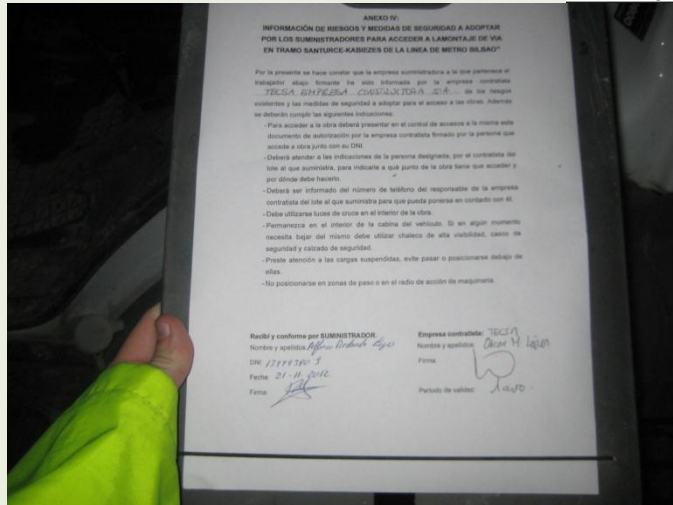 ANEXO IV:
INFORMACIÓN DE RIESGOS Y MEDIDAS DE SEGURIDAD A ADOPTAR
POR LOS SUMINISTRADORES PARA ACCEDER A LAMONTAJE DE VIA
EN TRAMO SANTURCE-KABIEZES DE LA LINEA DE METRO BILBAO"
Por la presente se hace constar que la empresa suministradora a la que pertenece el
trabajador abajo firmante ha sido informada por la empresa contratista
TECSA EMPRESA CONSTRUCTORA S.A. de los riesgos
existentes y las medidas de seguridad a adoptar para el acceso a las obras. Además
se deberán cumplir las siguientes indicaciones:
- Para acceder a la obra deberá presentar en el control de accesos a la misma este
documento de autorización por la empresa contratista firmado por la persona que
accede a obra junto con su DNI.
- Deberá atender a las indicaciones de la persona designada, por el contratista del
lote al que suministra, para indicarle a qué punto de la obra tiene que acceder y
por dónde debe hacerlo.
- Deberá ser informado del número de teléfono del responsable de la empresa
contratista del lote al que suministra para que pueda ponerse en contacto con él.
- Debe utilizarse luces de cruce en el interior de la obra.
- Permanezca en el interior de la cabina del vehículo. Si en algún momento
necesita bajar del mismo debe utilizar chaleco de alta visibilidad, casco de
seguridad y calzado de seguridad.
- Preste atención a las cargas suspendidas, evite pasar o posicionarse debajo de
ellas.
- No posicionarse en zonas de paso o en el radio de acción de maquinaria.
Recibí y conforme por SUMINISTRADOR
Nombre y apellidos:
DNI:
Fecha: 21-11-2012
Firma:
Empresa contratista: TECSA
Nombre y apellidos: Oscar M López
Firma:
Periodo de validez: 1 año.